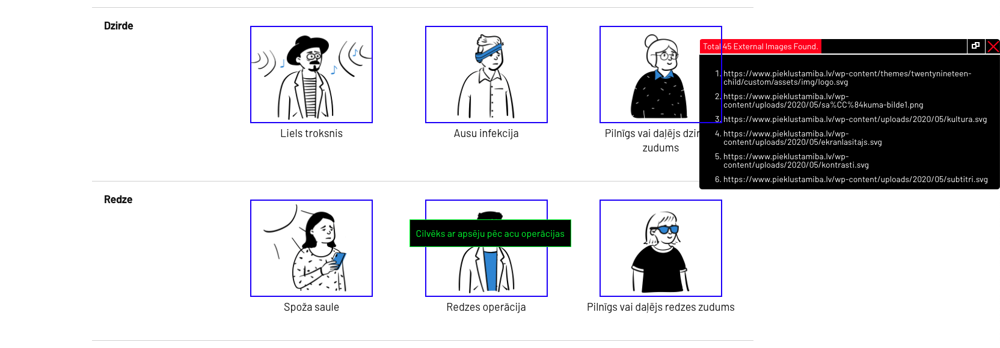 Dzirde
Liels troksnis
Ausu infekcija
Pilnīgs vai daļējs dzir
zudums
Total 45 External Images Found.
1. https://www.pieklustamiba.lv/wp-content/themes/twentynineteen-
child/custom/assets/img/logo.svg
2. https://www.pieklustamiba.lv/wp-
content/uploads/2020/05/sa%CC%84kuma-bilde1.png
3. https://www.pieklustamiba.lv/wp-content/uploads/2020/05/kultura.svg
4. https://www.pieklustamiba.lv/wp-
content/uploads/2020/05/ekranlasitajs.svg
5. https://www.pieklustamiba.lv/wp-
content/uploads/2020/05/kontrasti.svg
6. https://www.pieklustamiba.lv/wp-content/uploads/2020/05/subtitri.svg
Redze
Cilvēks ar apsēju pēc acu operācijas
Spoža saule
Redzes operācija
Pilnīgs vai daļējs redzes zudums